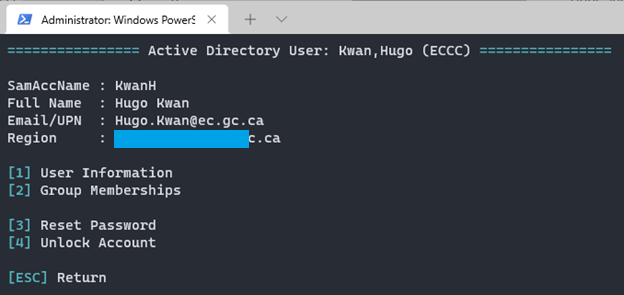 Administrator: Windows PowerS
================ Active Directory User: Kwan,Hugo (ECCC) ================
SamAccName : KwanH
Full Name  : Hugo Kwan
Email/UPN  : Hugo.Kwan@ec.gc.ca
Region     : c.ca
[1] User Information
[2] Group Memberships
[3] Reset Password
[4] Unlock Account
[ESC] Return